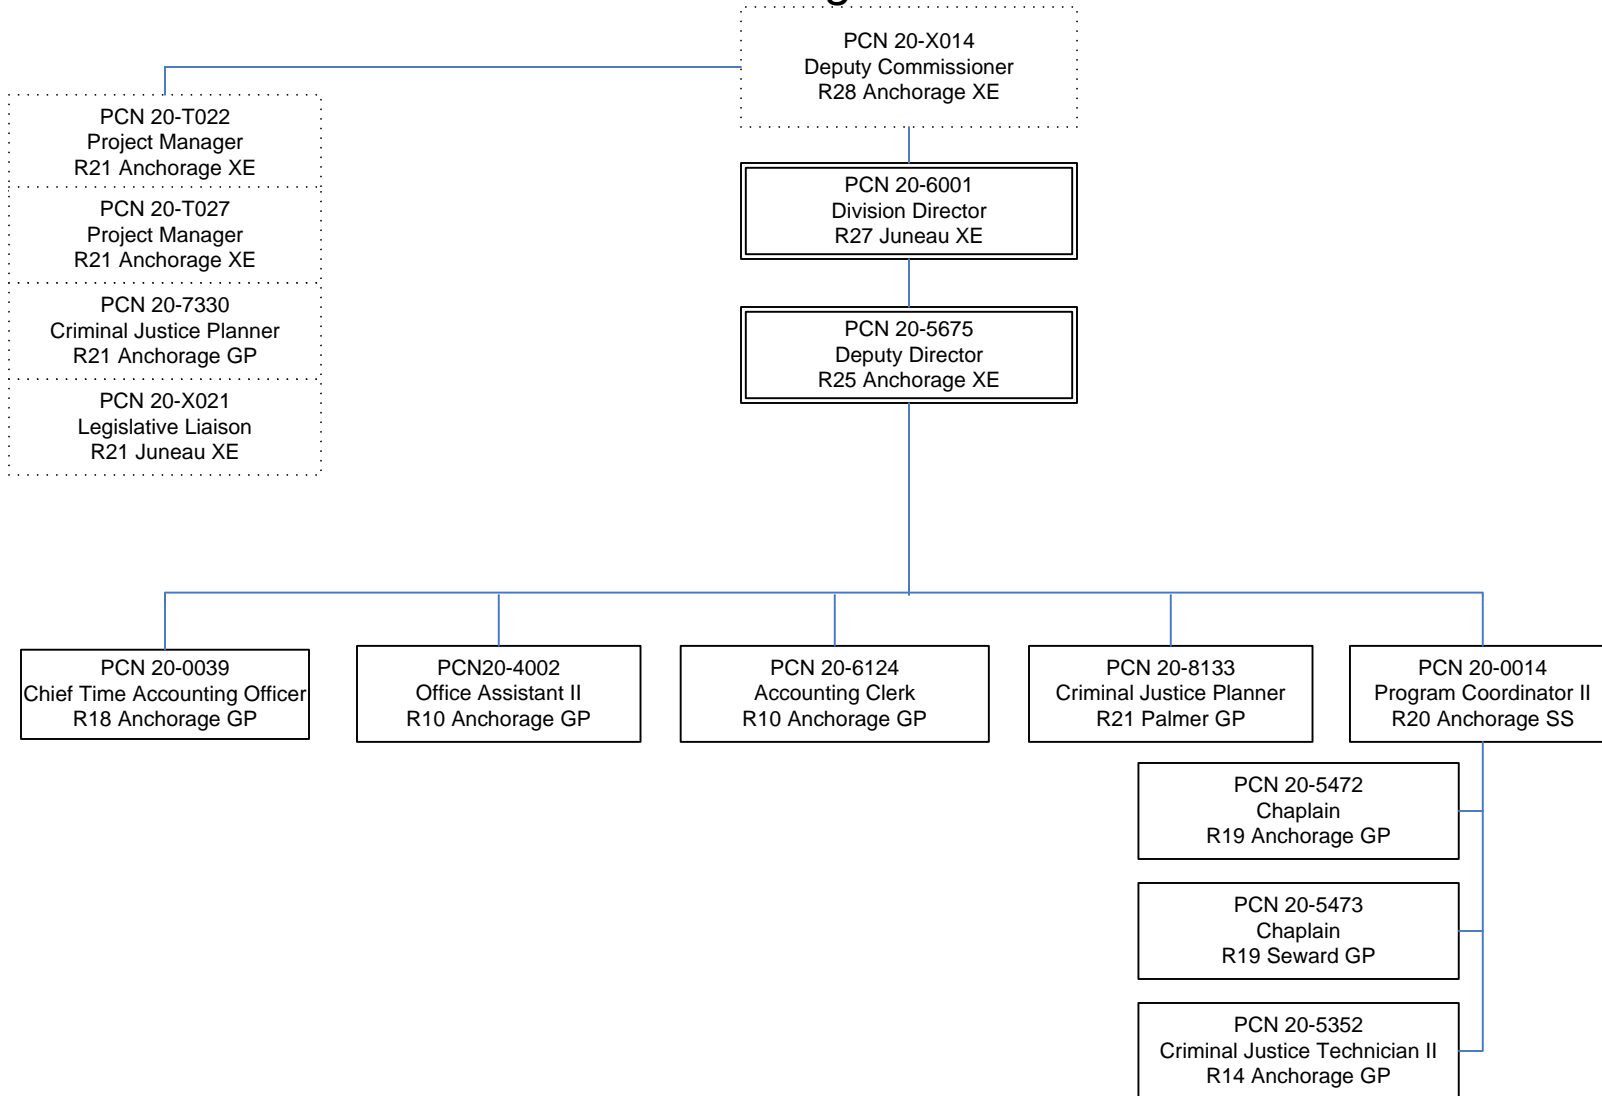 PCN 20-X014
Deputy Commissioner
R28 Anchorage XE
PCN 20-T022
Project Manager
R21 Anchorage XE
PCN 20-T027
Project Manager
R21 Anchorage XE
PCN 20-7330
Criminal Justice Planner
R21 Anchorage GP
PCN 20-X021
Legislative Liaison
R21 Juneau XE
PCN 20-6001
Division Director
R27 Juneau XE
PCN 20-5675
Deputy Director
R25 Anchorage XE
PCN 20-0039
Chief Time Accounting Officer
R18 Anchorage GP
PCN20-4002
Office Assistant II
R10 Anchorage GP
PCN 20-6124
Accounting Clerk
R10 Anchorage GP
PCN 20-8133
Criminal Justice Planner
R21 Palmer GP
PCN 20-0014
Program Coordinator II
R20 Anchorage SS
PCN 20-5472
Chaplain
R19 Anchorage GP
PCN 20-5473
Chaplain
R19 Seward GP
PCN 20-5352
Criminal Justice Technician II
R14 Anchorage GP